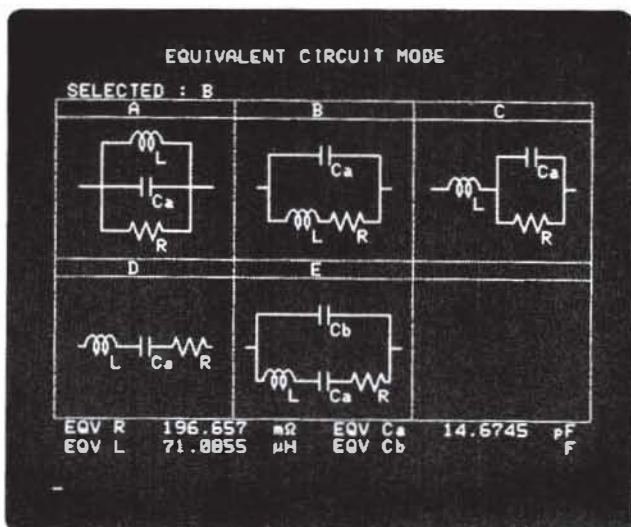 EQUIVALENT CIRCUIT MODE
SELECTED : B
A B C
L Ca R
Ca L R
L Ca R
D E
L Ca R
Cb L Ca R
EQV R 196.657 mΩ EQV Ca 14.6745 pF
EQV L 71.0855 µH EQV Cb F